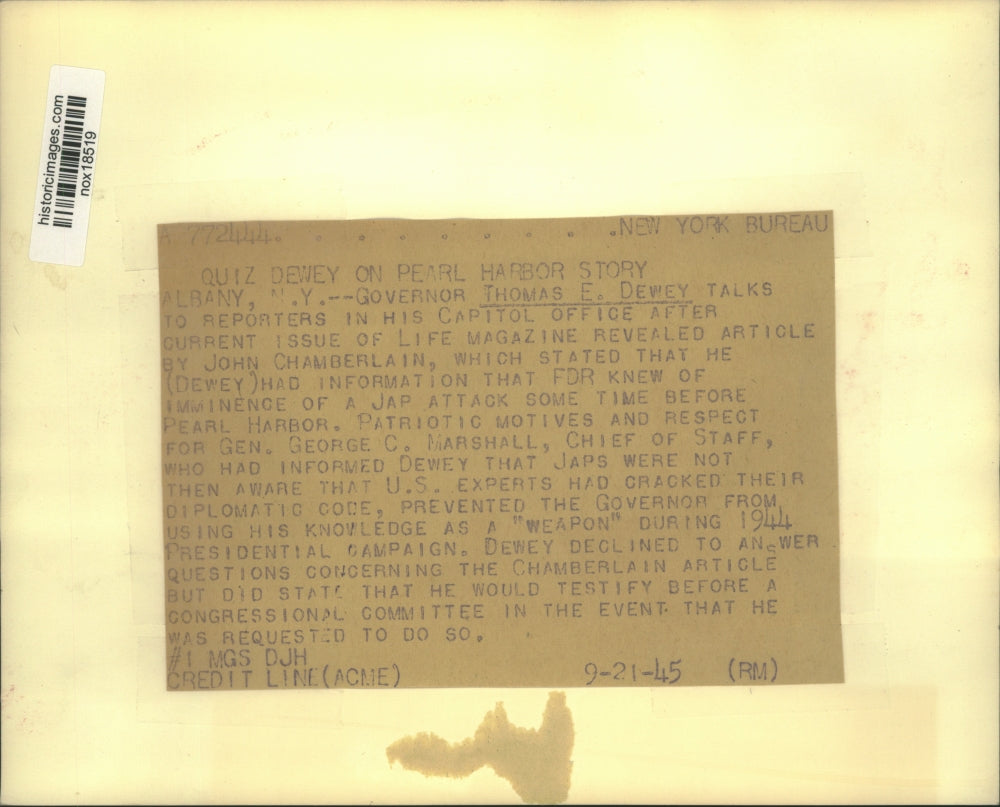 historicimages.com
nox18519
A 772444. . . . . . . . .NEW YORK BUREAU
QUIZ DEWEY ON PEARL HARBOR STORY
ALBANY, N.Y.--GOVERNOR THOMAS E. DEWEY TALKS
TO REPORTERS IN HIS CAPITOL OFFICE AFTER
CURRENT ISSUE OF LIFE MAGAZINE REVEALED ARTICLE
BY JOHN CHAMBERLAIN, WHICH STATED THAT HE
(DEWEY)HAD INFORMATION THAT FDR KNEW OF
IMMINENCE OF A JAP ATTACK SOME TIME BEFORE
PEARL HARBOR. PATRIOTIC MOTIVES AND RESPECT
FOR GEN. GEORGE C. MARSHALL, CHIEF OF STAFF,
WHO HAD INFORMED DEWEY THAT JAPS WERE NOT
THEN AWARE THAT U.S. EXPERTS HAD CRACKED THEIR
DIPLOMATIC CODE, PREVENTED THE GOVERNOR FROM
USING HIS KNOWLEDGE AS A "WEAPON" DURING 1944
PRESIDENTIAL CAMPAIGN. DEWEY DECLINED TO ANSWER
QUESTIONS CONCERNING THE CHAMBERLAIN ARTICLE
BUT DID STATE THAT HE WOULD TESTIFY BEFORE A
CONGRESSIONAL COMMITTEE IN THE EVENT THAT HE
WAS REQUESTED TO DO SO.
#1 MGS DJH
CREDIT LINE(ACME) 9-21-45 (RM)